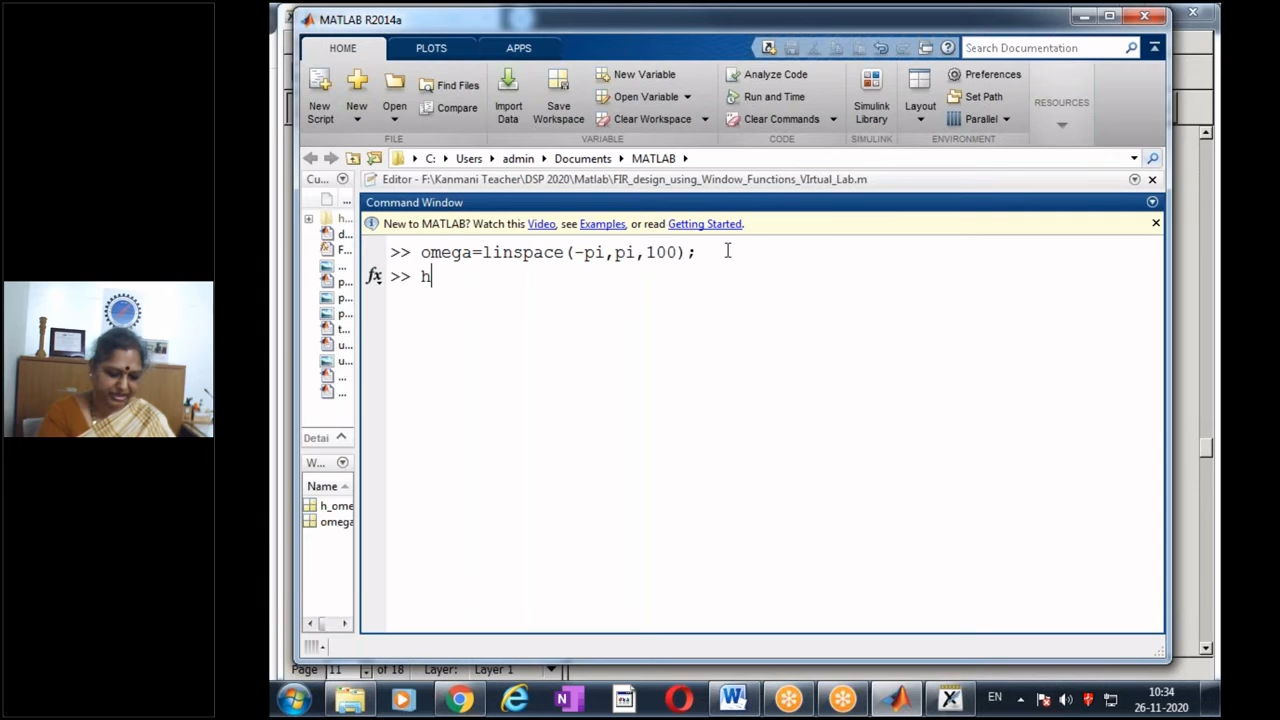 MATLAB R2014a
HOME
PLOTS
APPS
Search Documentation
New Script
New
Open
Find Files
Compare
FILE
Import Data
Save Workspace
New Variable
Open Variable
Clear Workspace
VARIABLE
Analyze Code
Run and Time
Clear Commands
CODE
Simulink Library
SIMULINK
Layout
Preferences
Set Path
Parallel
ENVIRONMENT
RESOURCES
C: Users admin Documents MATLAB
Cu...
Editor - F:\Kanmani Teacher\DSP 2020\Matlab\FIR_design_using_Window_Functions_VIrtual_Lab.m
Command Window
New to MATLAB? Watch this Video, see Examples, or read Getting Started.
>> omega=linspace(-pi,pi,100);
fx >> h
...
h...
d...
F...
...
p...
p...
p...
t...
u...
u...
...
...
Detai
W...
Name
h_ome
omega
Page 11 of 18 Layer: Layer 1
EN
10:34
26-11-2020